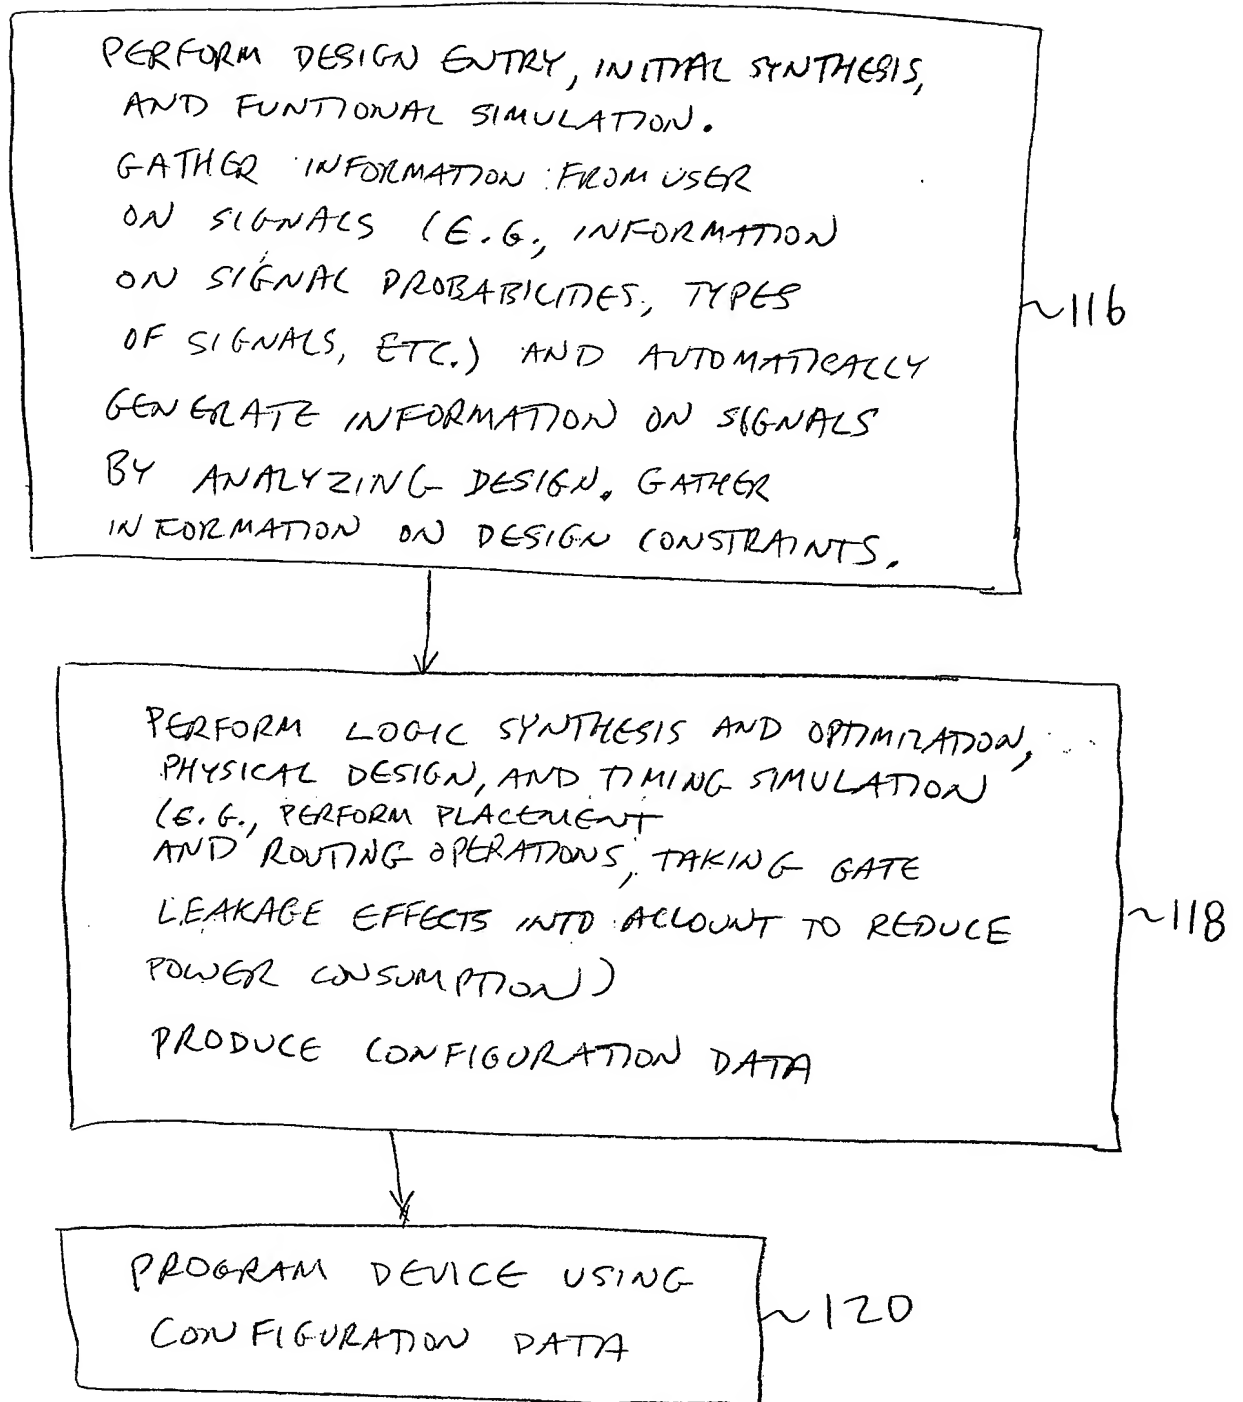 PERFORM DESIGN ENTRY, INITIAL SYNTHESIS,
AND FUNTIONAL SIMULATION.
GATHER INFORMATION FROM USER
ON SIGNALS (E.G., INFORMATION
ON SIGNAL PROBABILITIES, TYPES
OF SIGNALS, ETC.) AND AUTOMATICALLY
GENERATE INFORMATION ON SIGNALS
BY ANALYZING DESIGN. GATHER
INFORMATION ON DESIGN CONSTRAINTS.
~116
PERFORM LOGIC SYNTHESIS AND OPTIMIZATION,
PHYSICAL DESIGN, AND TIMING SIMULATION
(E.G., PERFORM PLACEMENT
AND ROUTING OPERATIONS, TAKING GATE
LEAKAGE EFFECTS INTO ACCOUNT TO REDUCE
POWER CONSUMPTION)
PRODUCE CONFIGURATION DATA
~118
PROGRAM DEVICE USING
CONFIGURATION DATA
~120